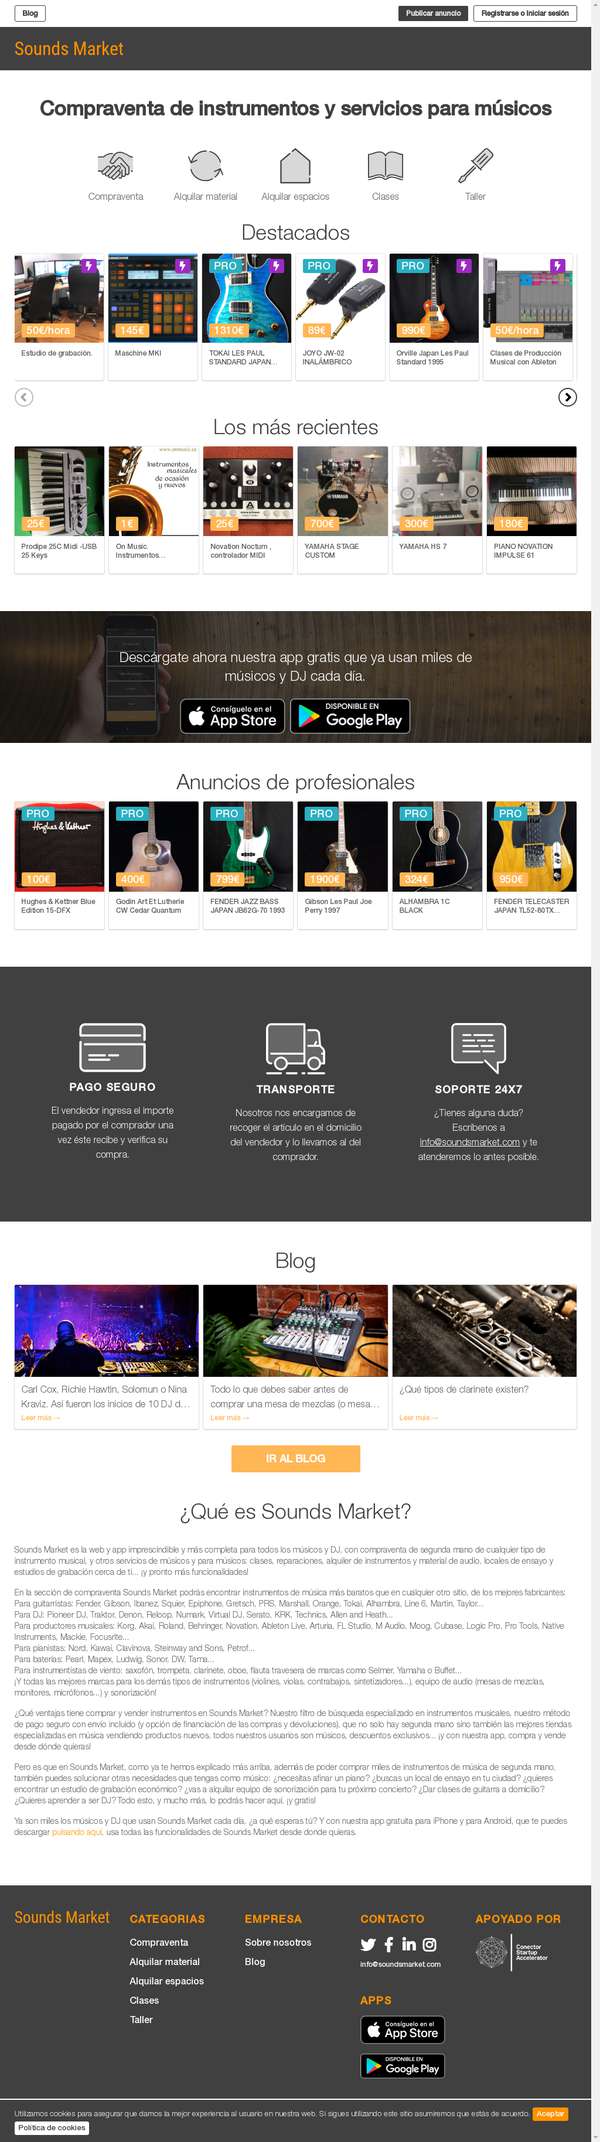 Blog
Publicar anuncio
Registrarse o Iniciar sesión
Sounds Market
Compraventa de instrumentos y servicios para músicos
Compraventa
Alquilar material
Alquilar espacios
Clases
Taller
Destacados
50€/hora
Estudio de grabación.
145€
Maschine MKI
PRO
1310€
TOKAI LES PAUL
STANDARD JAPAN...
PRO
89€
JOYO JW-02
INALÁMBRICO
PRO
990€
Orville Japan Les Paul
Standard 1995
50€/hora
Clases de Producción
Musical con Ableton
Los más recientes
25€
Prodipe 25C Midi -USB
25 Keys
www.onmusic.es
Instrumentos
musicales
de ocasión
y nuevos
1€
On Music.
Instrumentos...
25€
Novation Nocturn ,
controlador MIDI
YAMAHA
700€
YAMAHA STAGE
CUSTOM
300€
YAMAHA HS 7
180€
PIANO NOVATION
IMPULSE 61
Descárgate ahora nuestra app gratis que ya usan miles de
músicos y DJ cada día.
Consíguelo en el
App Store
DISPONIBLE EN
Google Play
Anuncios de profesionales
PRO
Hughes & Kettner
100€
Hughes & Kettner Blue
Edition 15-DFX
PRO
400€
Godin Art Et Lutherie
CW Cedar Quantum
PRO
799€
FENDER JAZZ BASS
JAPAN JB62G-70 1993
PRO
1900€
Gibson Les Paul Joe
Perry 1997
PRO
324€
ALHAMBRA 1C
BLACK
PRO
950€
FENDER TELECASTER
JAPAN TL52-80TX...
PAGO SEGURO
El vendedor ingresa el importe
pagado por el comprador una
vez éste recibe y verifica su
compra.
TRANSPORTE
Nosotros nos encargamos de
recoger el artículo en el domicilio
del vendedor y lo llevamos al del
comprador.
SOPORTE 24X7
¿Tienes alguna duda?
Escríbenos a
info@soundsmarket.com y te
atenderemos lo antes posible.
Blog
Carl Cox, Richie Hawtin, Solomun o Nina
Kraviz. Así fueron los inicios de 10 DJ d...
Leer más →
Todo lo que debes saber antes de
comprar una mesa de mezclas (o mesa...
Leer más →
¿Qué tipos de clarinete existen?
Leer más →
IR AL BLOG
¿Qué es Sounds Market?
Sounds Market es la web y app imprescindible y más completa para todos los músicos y DJ, con compraventa de segunda mano de cualquier tipo de
instrumento musical, y otros servicios de músicos y para músicos: clases, reparaciones, alquiler de instrumentos y material de audio, locales de ensayo y
estudios de grabación cerca de ti... ¡y pronto más funcionalidades!
En la sección de compraventa Sounds Market podrás encontrar instrumentos de música más baratos que en cualquier otro sitio, de los mejores fabricantes:
Para guitarristas: Fender, Gibson, Ibanez, Squier, Epiphone, Gretsch, PRS, Marshall, Orange, Tokai, Alhambra, Line 6, Martin, Taylor...
Para DJ: Pioneer DJ, Traktor, Denon, Reloop, Numark, Virtual DJ, Serato, KRK, Technics, Allen and Heath...
Para productores musicales: Korg, Akai, Roland, Behringer, Novation, Ableton Live, Arturia, FL Studio, M Audio, Moog, Cubase, Logic Pro, Pro Tools, Native
Instruments, Mackie, Focusrite...
Para pianistas: Nord, Kawai, Clavinova, Steinway and Sons, Petrof...
Para baterías: Pearl, Mapex, Ludwig, Sonor, DW, Tama...
Para instrumentistas de viento: saxofón, trompeta, clarinete, oboe, flauta travesera de marcas como Selmer, Yamaha o Buffet...
¡Y todas las mejores marcas para los demás tipos de instrumentos (violines, violas, contrabajos, sintetizadores...), equipo de audio (mesas de mezclas,
monitores, micrófonos...) y sonorización!
¿Qué ventajas tiene comprar y vender instrumentos en Sounds Market? Nuestro filtro de búsqueda especializado en instrumentos musicales, nuestro método
de pago seguro con envío incluido (y opción de financiación de las compras y devoluciones), que no solo hay segunda mano sino también las mejores tiendas
especializadas en música vendiendo productos nuevos, todos nuestros usuarios son músicos, descuentos exclusivos... ¡y con nuestra app, compra y vende
desde dónde quieras!
Pero es que en Sounds Market, como ya te hemos explicado más arriba, además de poder comprar miles de instrumentos de música de segunda mano,
también puedes solucionar otras necesidades que tengas como músico: ¿necesitas afinar un piano? ¿buscas un local de ensayo en tu ciudad? ¿quieres
encontrar un estudio de grabación económico? ¿vas a alquilar equipo de sonorización para tu próximo concierto? ¿Dar clases de guitarra a domicilio?
¿Quieres aprender a ser DJ? Todo esto, y mucho más, lo podrás hacer aquí, ¡y gratis!
Ya son miles los músicos y DJ que usan Sounds Market cada día, ¿a qué esperas tú? Y con nuestra app gratuita para iPhone y para Android, que te puedes
descargar pulsando aquí, usa todas las funcionalidades de Sounds Market desde donde quieras.
Sounds Market
CATEGORIAS
Compraventa
Alquilar material
Alquilar espacios
Clases
Taller
EMPRESA
Sobre nosotros
Blog
CONTACTO
info@soundsmarket.com
APPS
Consíguelo en el
App Store
DISPONIBLE EN
Google Play
APOYADO POR
Conector
Startup
Accelerator
Utilizamos cookies para asegurar que damos la mejor experiencia al usuario en nuestra web. Si sigues utilizando este sitio asumiremos que estás de acuerdo. Aceptar
Política de cookies